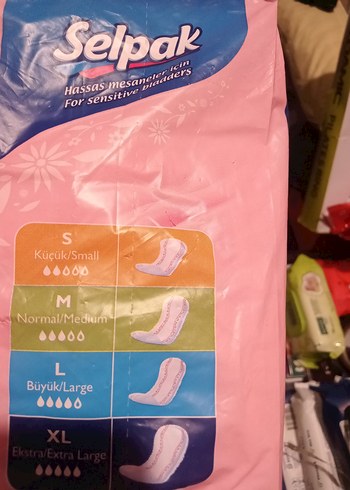 Selpak
Hassas mesaneler için
For sensitive bladders
S
Küçük/Small
M
Normal/Medium
L
Büyük/Large
XL
Ekstra/Extra Large